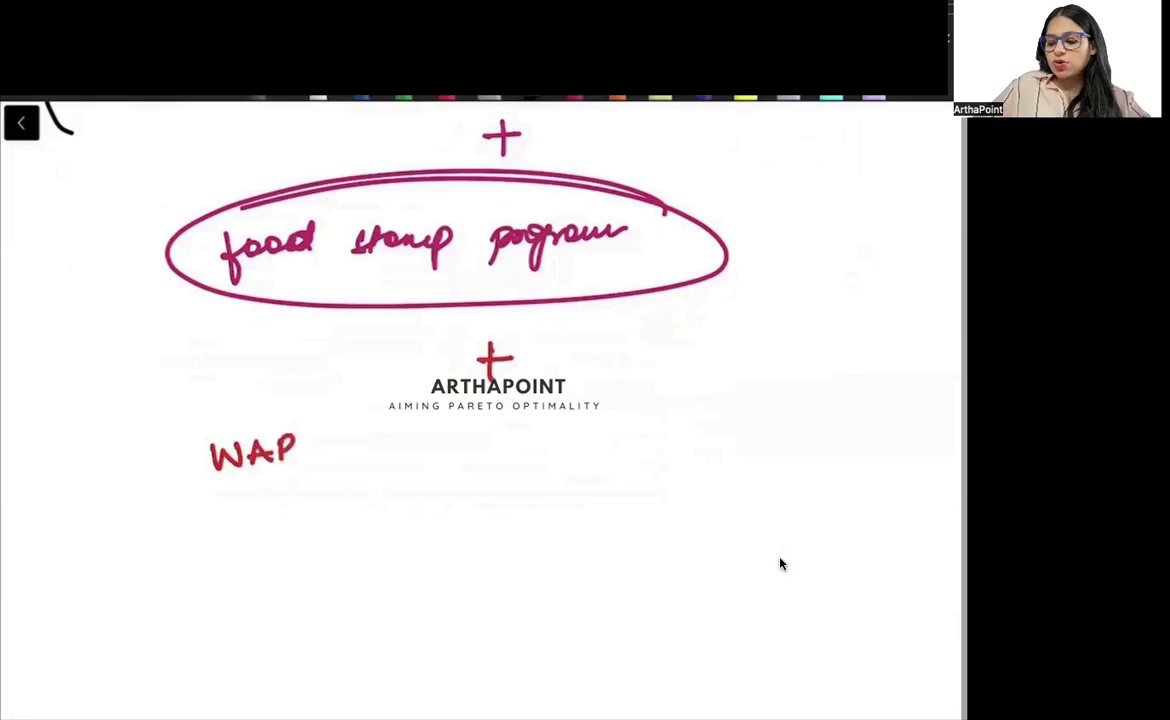 ArthaPoint
+
food stamp program
+
ARTHAPOINT
AIMING PARETO OPTIMALITY
WAP